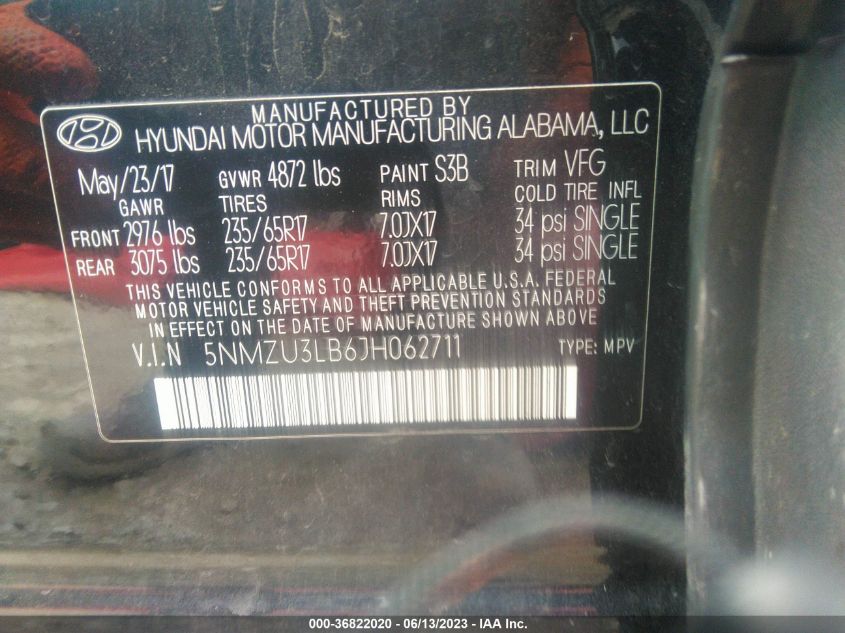 MANUFACTURED BY
HYUNDAI MOTOR MANUFACTURING ALABAMA, LLC
May/23/17 GVWR 4872 lbs PAINT S3B TRIM VFG
GAWR TIRES RIMS COLD TIRE INFL
FRONT 2976 lbs 235/65R17 7.0JX17 34 psi SINGLE
REAR 3075 lbs 235/65R17 7.0JX17 34 psi SINGLE
THIS VEHICLE CONFORMS TO ALL APPLICABLE U.S.A. FEDERAL
MOTOR VEHICLE SAFETY AND THEFT PREVENTION STANDARDS
IN EFFECT ON THE DATE OF MANUFACTURE SHOWN ABOVE.
V.I.N 5NMZU3LB6JH062711 TYPE: MPV
000-36822020 - 06/13/2023 - IAA Inc.